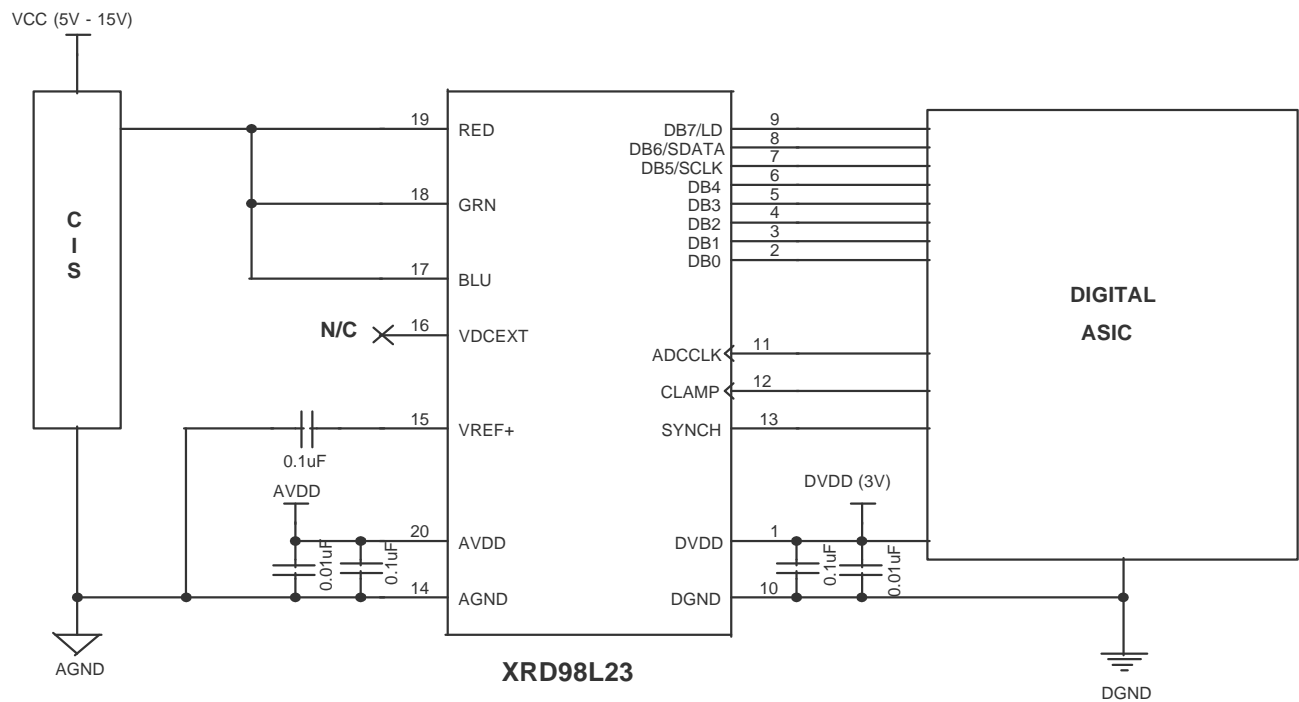 VCC (5V - 15V)
C
I
S
19
RED
18
GRN
17
BLU
N/C
16
VDCEXT
15
VREF+
0.1uF
AVDD
20
AVDD
0.01uF
0.1uF
14
AGND
AGND
DB7/LD
9
DB6/SDATA
8
DB5/SCLK
7
DB4
6
DB3
5
DB2
4
DB1
3
DB0
2
ADCCLK
11
CLAMP
12
SYNCH
13
DVDD (3V)
DVDD
1
0.1uF
0.01uF
DGND
10
XRD98L23
DIGITAL
ASIC
DGND